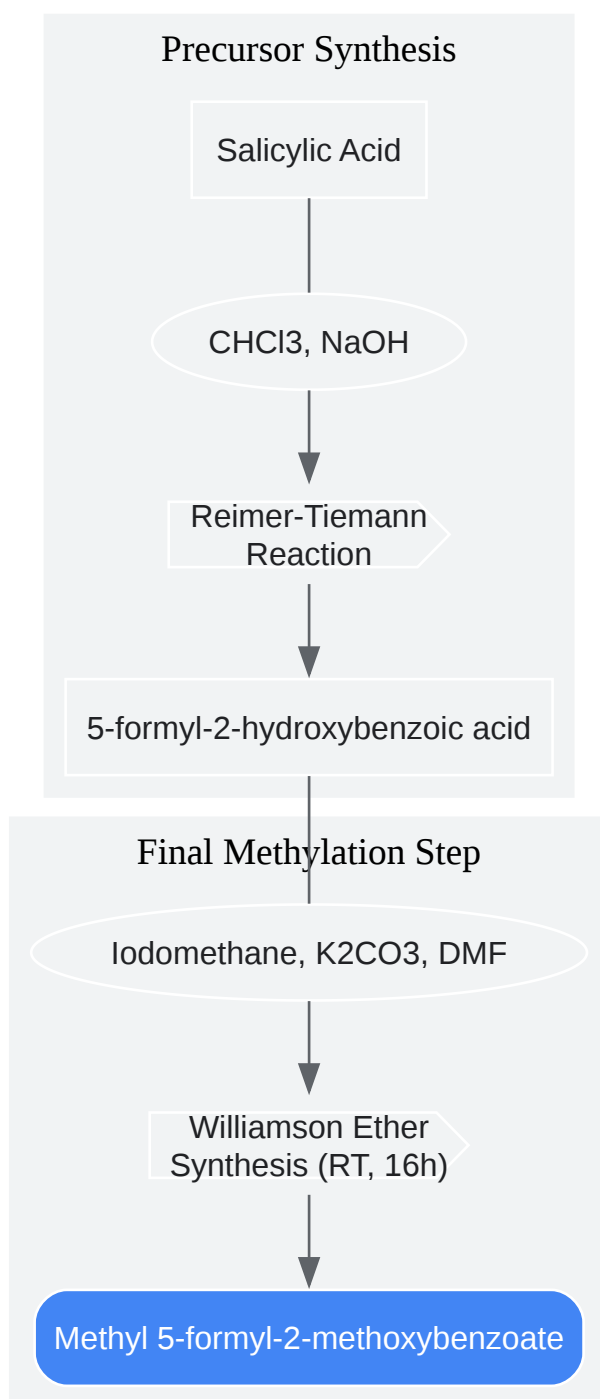 Precursor Synthesis
Salicylic Acid
CHCl3, NaOH
Reimer-Tiemann
Reaction
5-formyl-2-hydroxybenzoic acid
Final Methylation Step
Iodomethane, K2CO3, DMF
Williamson Ether
Synthesis (RT, 16h)
Methyl 5-formyl-2-methoxybenzoate